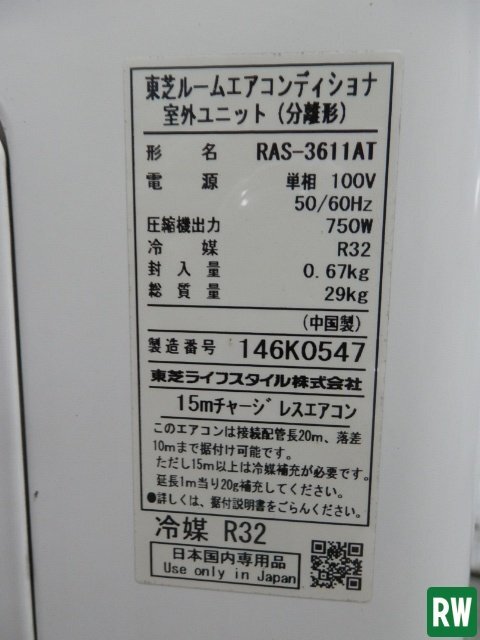 東芝ルームエアコンディショナ
室外ユニット(分離形)
形 名 RAS-3611AT
電 源 単相 100V
50/60Hz
圧縮機出力 750W
冷 媒 R32
封 入 量 0.67kg
総 質 量 29kg
(中国製)
製造番号 146K0547
東芝ライフスタイル株式会社
15mチャージレスエアコン
このエアコンは接続配管長20m、落差
10mまで据付け可能です。
ただし15m以上は冷媒補充が必要です。
延長1m当り20g補充してください。
●詳しくは、据付説明書をごらんください。
冷媒 R32
日本国内専用品
Use only in Japan
RW